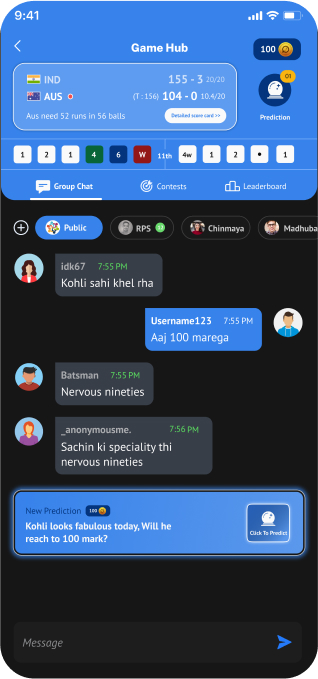 9:41
Game Hub
100
IND
155 - 3 20/20
AUS
(T : 156) 104 - 0 10.4/20
Aus need 52 runs in 56 balls
Detailed score card >>
01
Prediction
1 2 1 4 6 W 11th 4w 1 2 • 1
Group Chat
Contests
Leaderboard
Public
RPS
Chinmaya
Madhuba
idk67 7:55 PM
Kohli sahi khel rha
Username123 7:55 PM
Aaj 100 marega
Batsman 7:55 PM
Nervous nineties
_anonymousme. 7:56 PM
Sachin ki speciality thi
nervous nineties
New Prediction 100
Kohli looks fabulous today, Will he
reach to 100 mark?
Click To Predict
Message